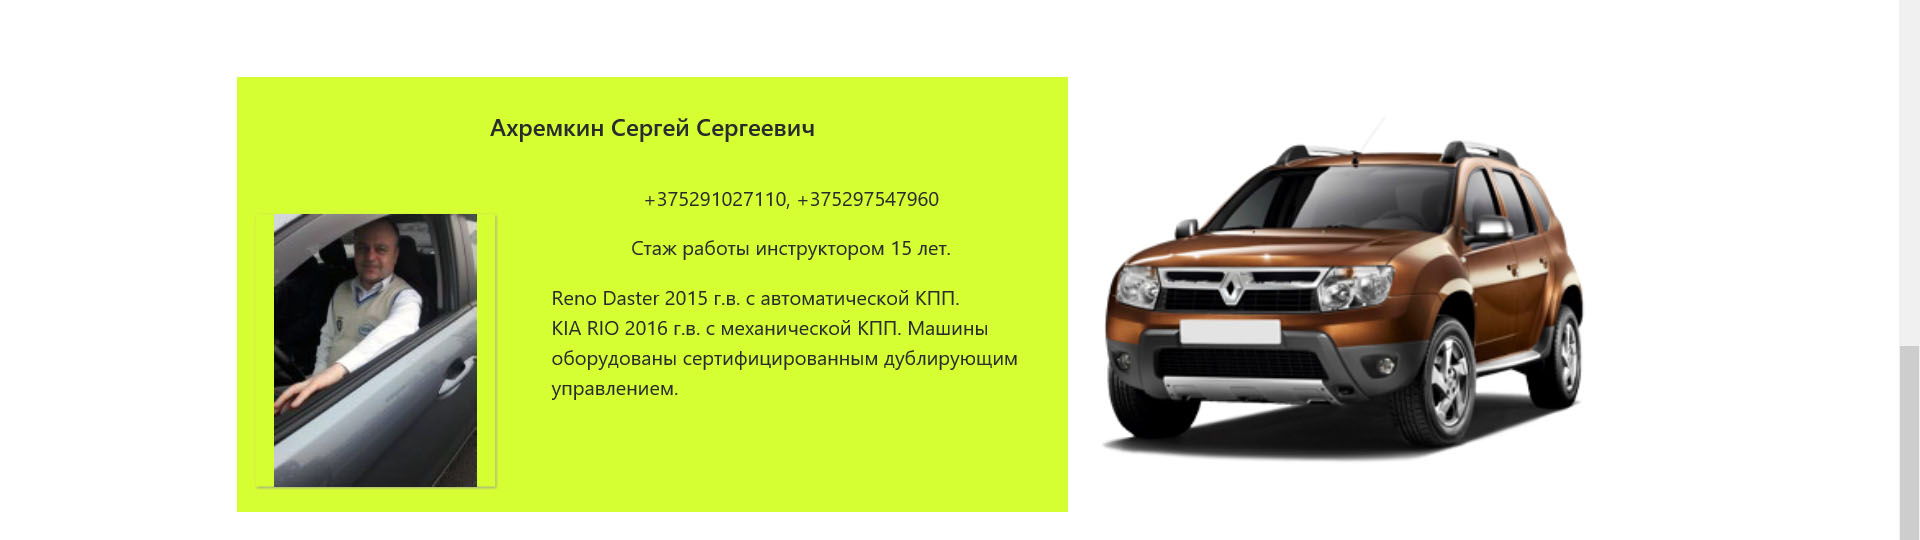 Ахремкин Сергей Сергеевич
+375291027110, +375297547960
Стаж работы инструктором 15 лет.
Reno Daster 2015 г.в. с автоматической КПП.
KIA RIO 2016 г.в. с механической КПП. Машины
оборудованы сертифицированным дублирующим
управлением.